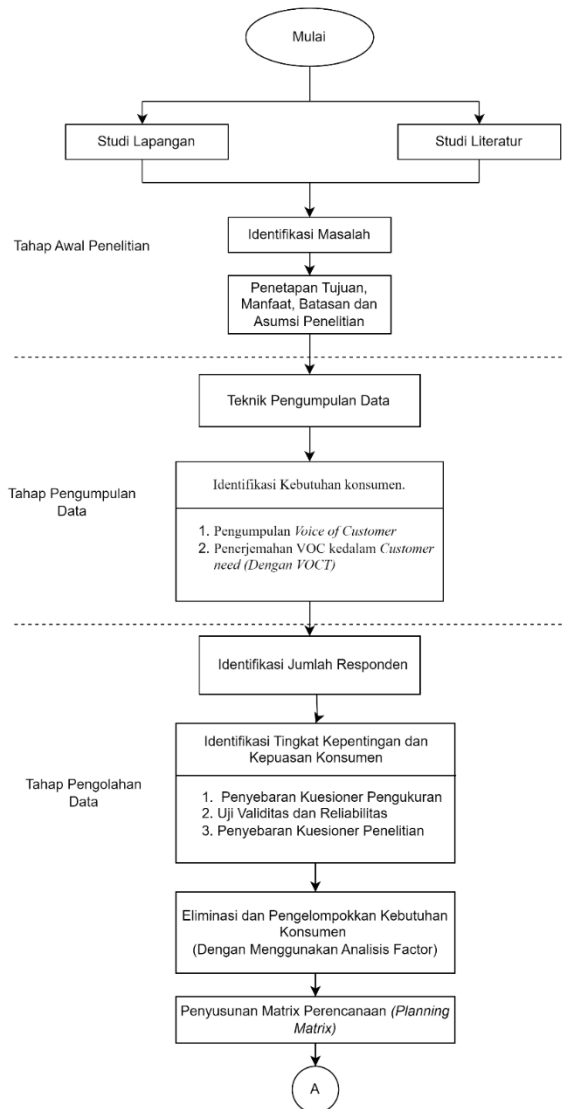 Mulai
Studi Lapangan
Studi Literatur
Tahap Awal Penelitian
Identifikasi Masalah
Penetapan Tujuan,
Manfaat, Batasan dan
Asumsi Penelitian
Teknik Pengumpulan Data
Tahap Pengumpulan
Data
Identifikasi Kebutuhan konsumen.
1. Pengumpulan Voice of Customer
2. Penerjemahan VOC kedalam Customer
need (Dengan VOCT)
Identifikasi Jumlah Responden
Tahap Pengolahan
Data
Identifikasi Tingkat Kepentingan dan
Kepuasan Konsumen
1. Penyebaran Kuesioner Pengukuran
2. Uji Validitas dan Reliabilitas
3. Penyebaran Kuesioner Penelitian
Eliminasi dan Pengelompokkan Kebutuhan
Konsumen
(Dengan Menggunakan Analisis Factor)
Penyusunan Matrix Perencanaan (Planning
Matrix)
A